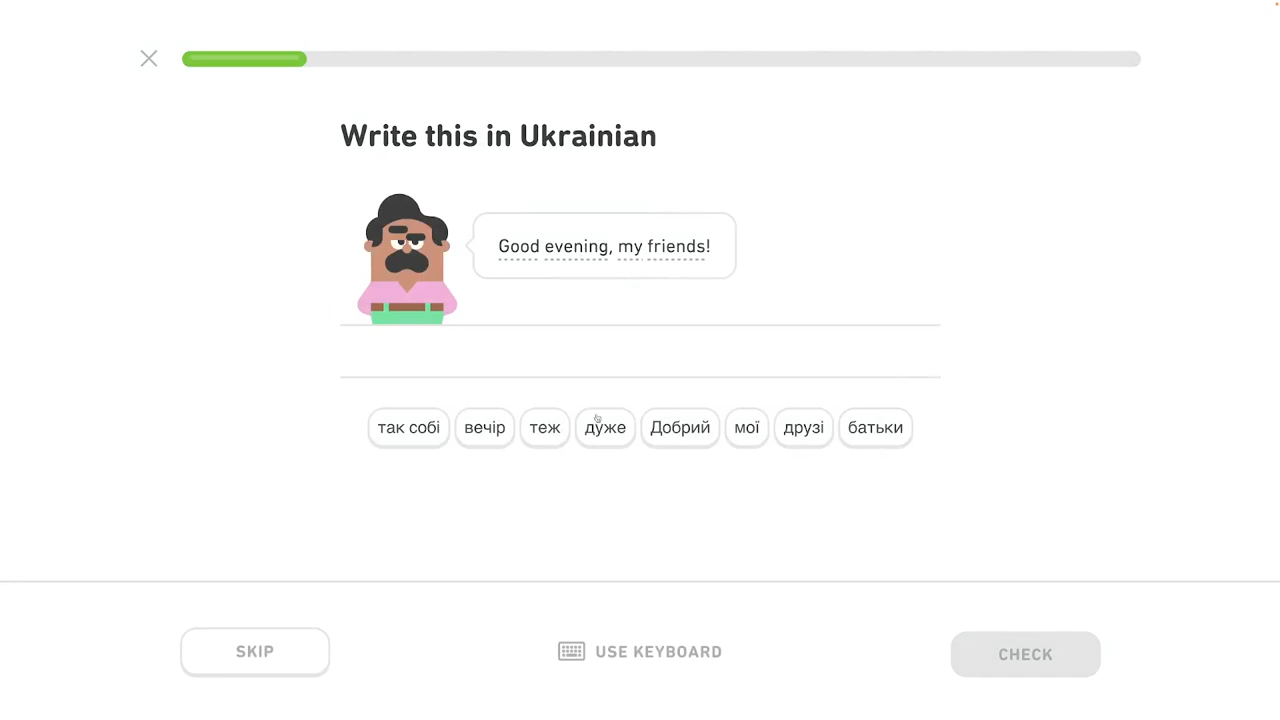 Write this in Ukrainian
Good evening, my friends!
так собі вечір теж дуже Добрий мої друзі батьки
SKIP USE KEYBOARD CHECK